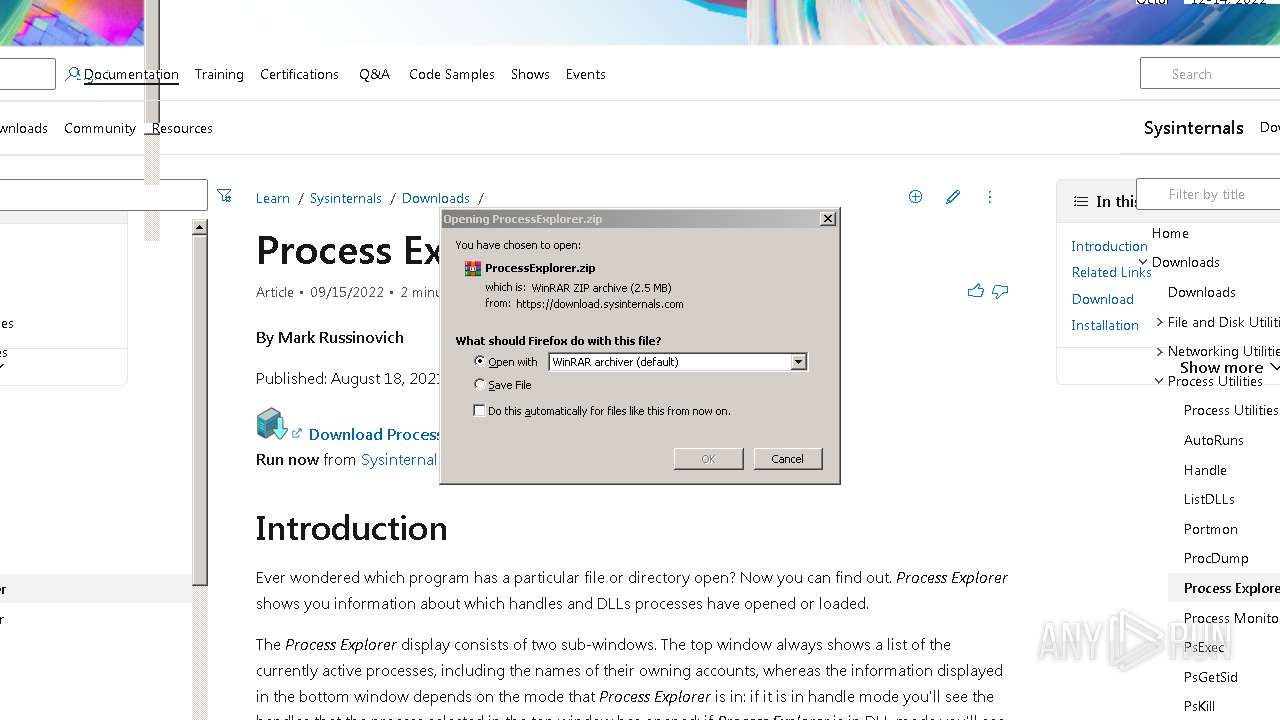 Documentation Training Certifications Q&A Code Samples Shows Events
Search
wnloads Community Resources
Sysinternals
Learn / Sysinternals / Downloads /
In this
Filter by title
Opening ProcessExplorer.zip
You have chosen to open:
ProcessExplorer.zip
which is: WinRAR ZIP archive (2.5 MB)
from: https://download.sysinternals.com
What should Firefox do with this file?
Open with WinRAR archiver (default)
Save File
Do this automatically for files like this from now on.
OK Cancel
Process Ex
Article • 09/15/2022 • 2 minu
By Mark Russinovich
Published: August 18, 2021
Download Process
Run now from Sysinternal
Introduction
Ever wondered which program has a particular file or directory open? Now you can find out. Process Explorer
shows you information about which handles and DLLs processes have opened or loaded.
The Process Explorer display consists of two sub-windows. The top window always shows a list of the
currently active processes, including the names of their owning accounts, whereas the information displayed
in the bottom window depends on the mode that Process Explorer is in: if it is in handle mode you'll see the
Introduction
Related Links
Download
Installation
Show more
Home
Downloads
Downloads
File and Disk Utiliti
Networking Utilitie
Process Utilities
Process Utilities
AutoRuns
Handle
ListDLLs
Portmon
ProcDump
Process Explore
Process Monito
PsExec
PsGetSid
PsKill
ANY RUN